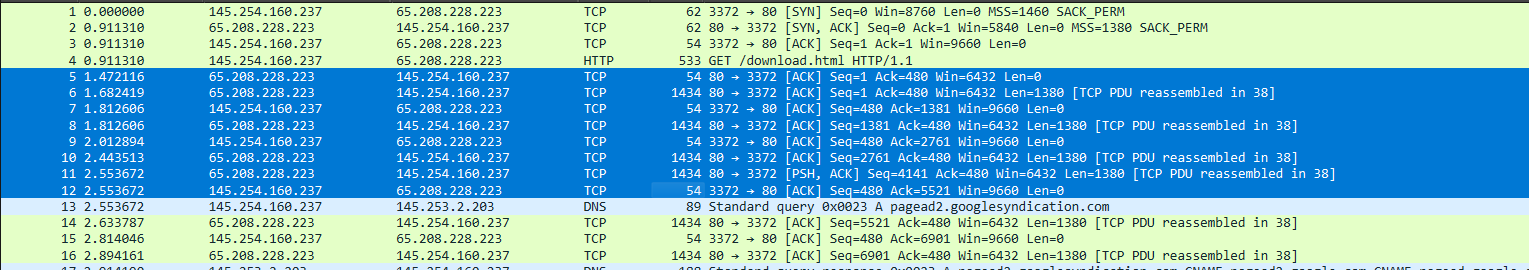 1 0.000000 145.254.160.237 65.208.228.223 TCP 62 3372 → 80 [SYN] Seq=0 Win=8760 Len=0 MSS=1460 SACK_PERM
2 0.911310 65.208.228.223 145.254.160.237 TCP 62 80 → 3372 [SYN, ACK] Seq=0 Ack=1 Win=5840 Len=0 MSS=1380 SACK_PERM
3 0.911310 145.254.160.237 65.208.228.223 TCP 54 3372 → 80 [ACK] Seq=1 Ack=1 Win=9660 Len=0
4 0.911310 145.254.160.237 65.208.228.223 HTTP 533 GET /download.html HTTP/1.1
5 1.472116 65.208.228.223 145.254.160.237 TCP 54 80 → 3372 [ACK] Seq=1 Ack=480 Win=6432 Len=0
6 1.682419 65.208.228.223 145.254.160.237 TCP 1434 80 → 3372 [ACK] Seq=1 Ack=480 Win=6432 Len=1380 [TCP PDU reassembled in 38]
7 1.812606 145.254.160.237 65.208.228.223 TCP 54 3372 → 80 [ACK] Seq=480 Ack=1381 Win=9660 Len=0
8 1.812606 65.208.228.223 145.254.160.237 TCP 1434 80 → 3372 [ACK] Seq=1381 Ack=480 Win=6432 Len=1380 [TCP PDU reassembled in 38]
9 2.012894 145.254.160.237 65.208.228.223 TCP 54 3372 → 80 [ACK] Seq=480 Ack=2761 Win=9660 Len=0
10 2.443513 65.208.228.223 145.254.160.237 TCP 1434 80 → 3372 [ACK] Seq=2761 Ack=480 Win=6432 Len=1380 [TCP PDU reassembled in 38]
11 2.553672 65.208.228.223 145.254.160.237 TCP 1434 80 → 3372 [PSH, ACK] Seq=4141 Ack=480 Win=6432 Len=1380 [TCP PDU reassembled in 38]
12 2.553672 145.254.160.237 65.208.228.223 TCP 54 3372 → 80 [ACK] Seq=480 Ack=5521 Win=9660 Len=0
13 2.553672 145.254.160.237 145.253.2.203 DNS 89 Standard query 0x0023 A pagead2.googlesyndication.com
14 2.633787 65.208.228.223 145.254.160.237 TCP 1434 80 → 3372 [ACK] Seq=5521 Ack=480 Win=6432 Len=1380 [TCP PDU reassembled in 38]
15 2.814046 145.254.160.237 65.208.228.223 TCP 54 3372 → 80 [ACK] Seq=480 Ack=6901 Win=9660 Len=0
16 2.894161 65.208.228.223 145.254.160.237 TCP 1434 80 → 3372 [ACK] Seq=6901 Ack=480 Win=6432 Len=1380 [TCP PDU reassembled in 38]